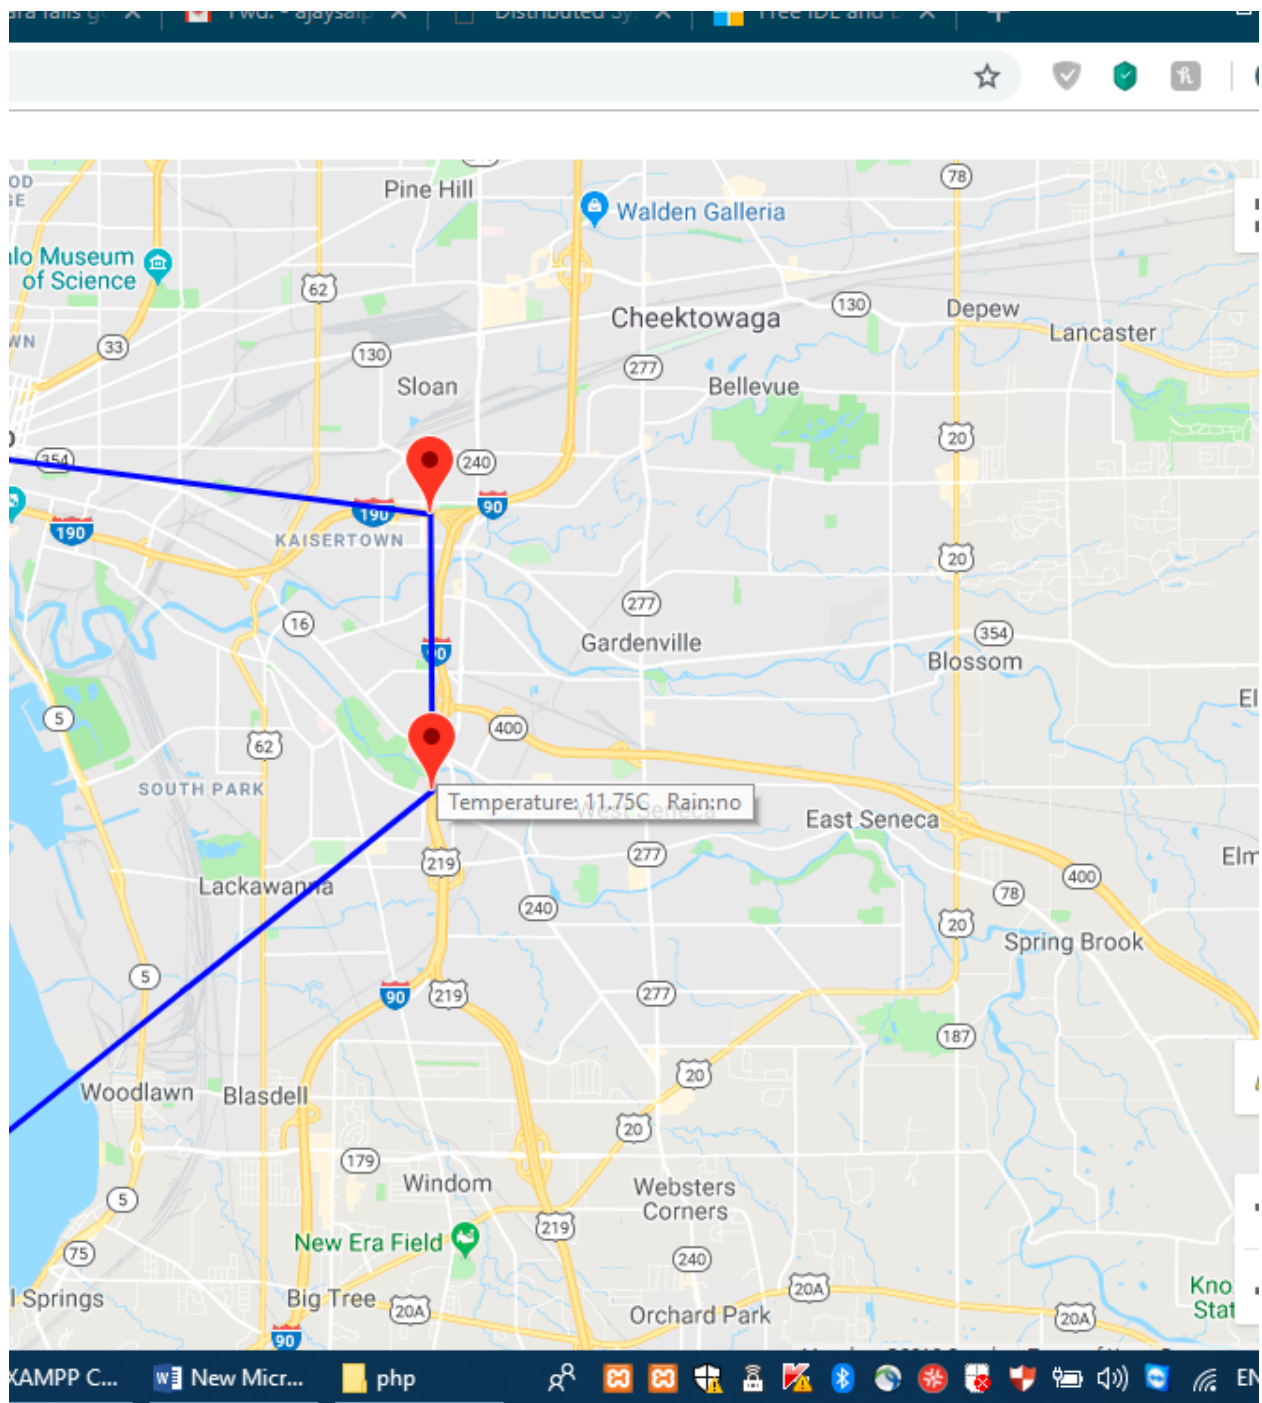 Pine Hill
78
Walden Galleria
Museum
of Science
62
Cheektowaga
130
Depew
33
Lancaster
130
277
Sloan
Bellevue
20
354
240
190
90
190
KAISERTOWN
20
277
16
354
Gardenville
Blossom
5
400
62
SOUTH PARK
Temperature: 11.75C Rain:no
West Seneca
East Seneca
219
277
400
Lackawanna
78
240
20
Spring Brook
5
90
219
277
187
20
Woodlawn
Blasdell
20
179
Windom
Websters
Corners
5
219
New Era Field
75
240
Springs
Big Tree
20A
20A
Orchard Park
20A
90
XAMPP C...
New Micr...
php